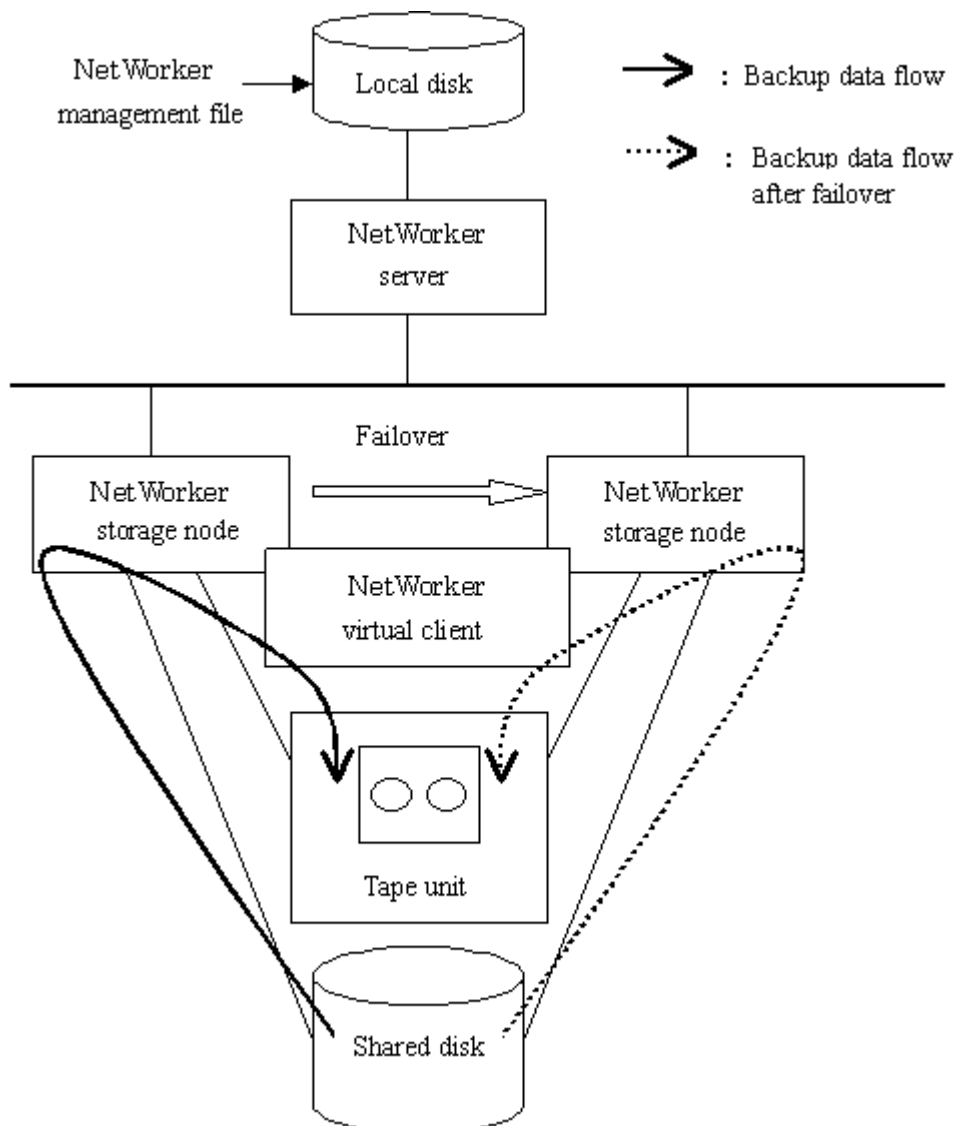 NetWorker
management file
Local disk
: Backup data flow
: Backup data flow
after failover
NetWorker
server
Failover
NetWorker
storage node
NetWorker
storage node
NetWorker
virtual client
Tape unit
Shared disk